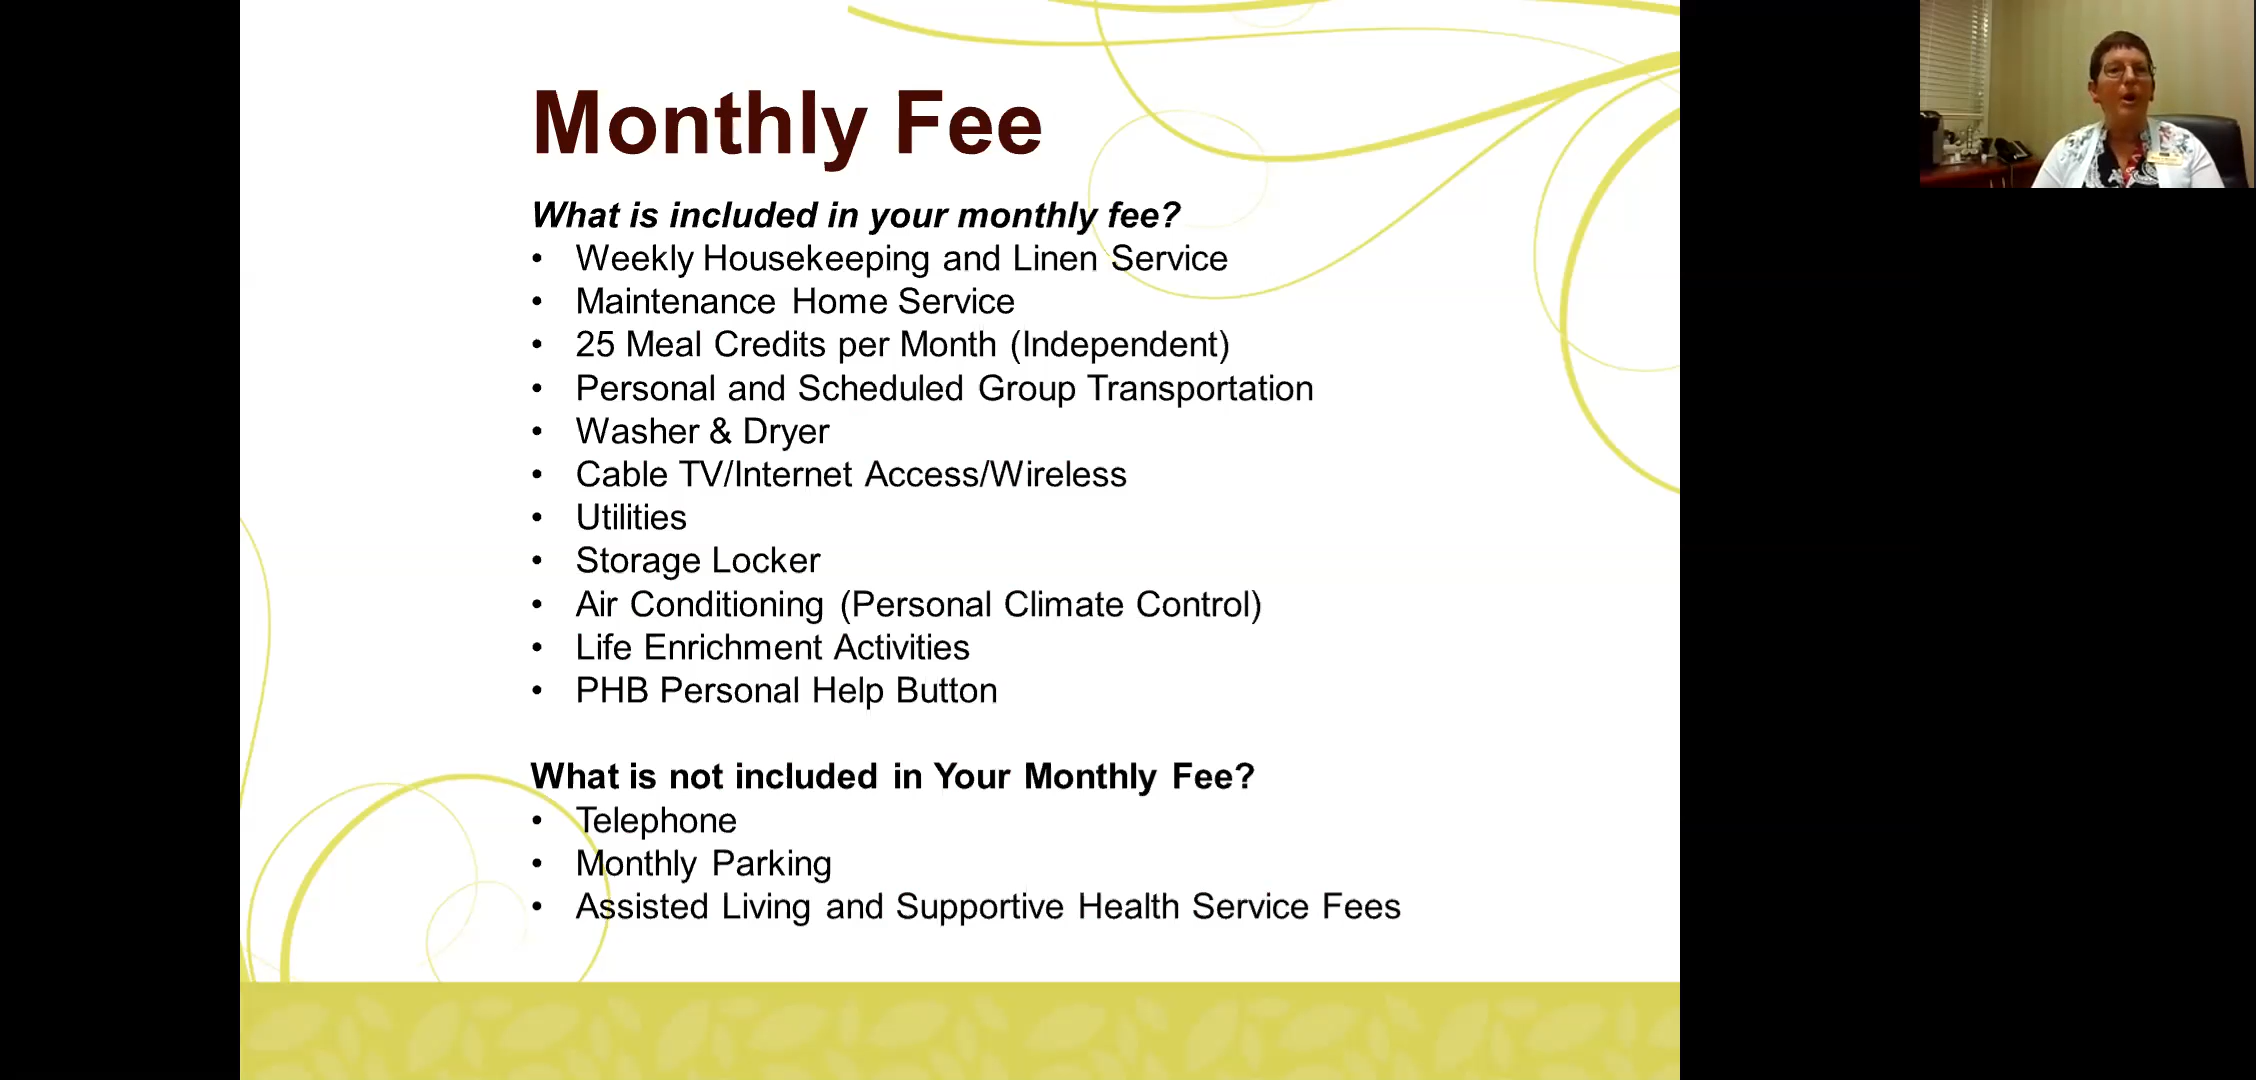 Monthly Fee
What is included in your monthly fee?
• Weekly Housekeeping and Linen Service
• Maintenance Home Service
• 25 Meal Credits per Month (Independent)
• Personal and Scheduled Group Transportation
• Washer & Dryer
• Cable TV/Internet Access/Wireless
• Utilities
• Storage Locker
• Air Conditioning (Personal Climate Control)
• Life Enrichment Activities
• PHB Personal Help Button
What is not included in Your Monthly Fee?
• Telephone
• Monthly Parking
• Assisted Living and Supportive Health Service Fees